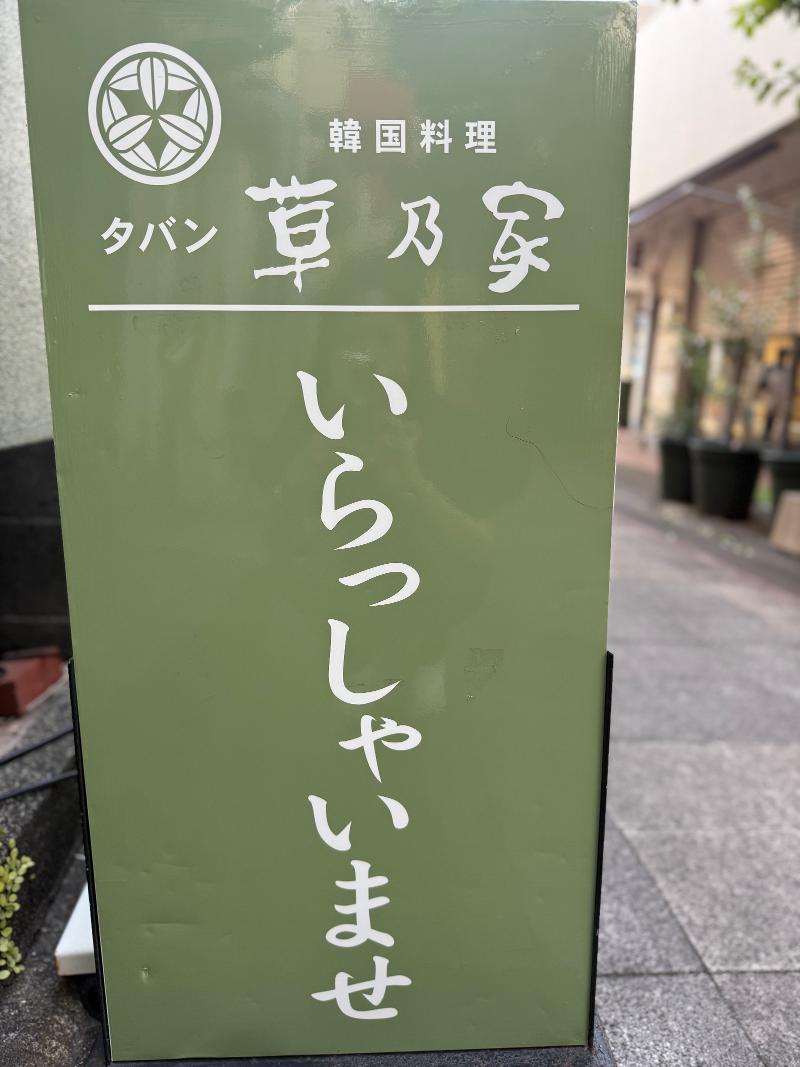 韓国料理
タバン 草乃家
いらっしゃいませ